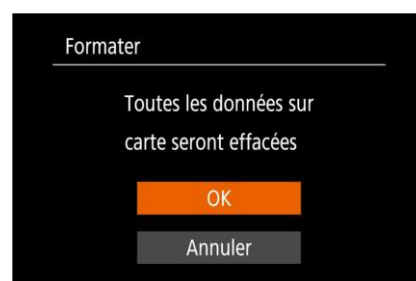 Formater
Toutes les données sur
carte seront effacées
OK
Annuler